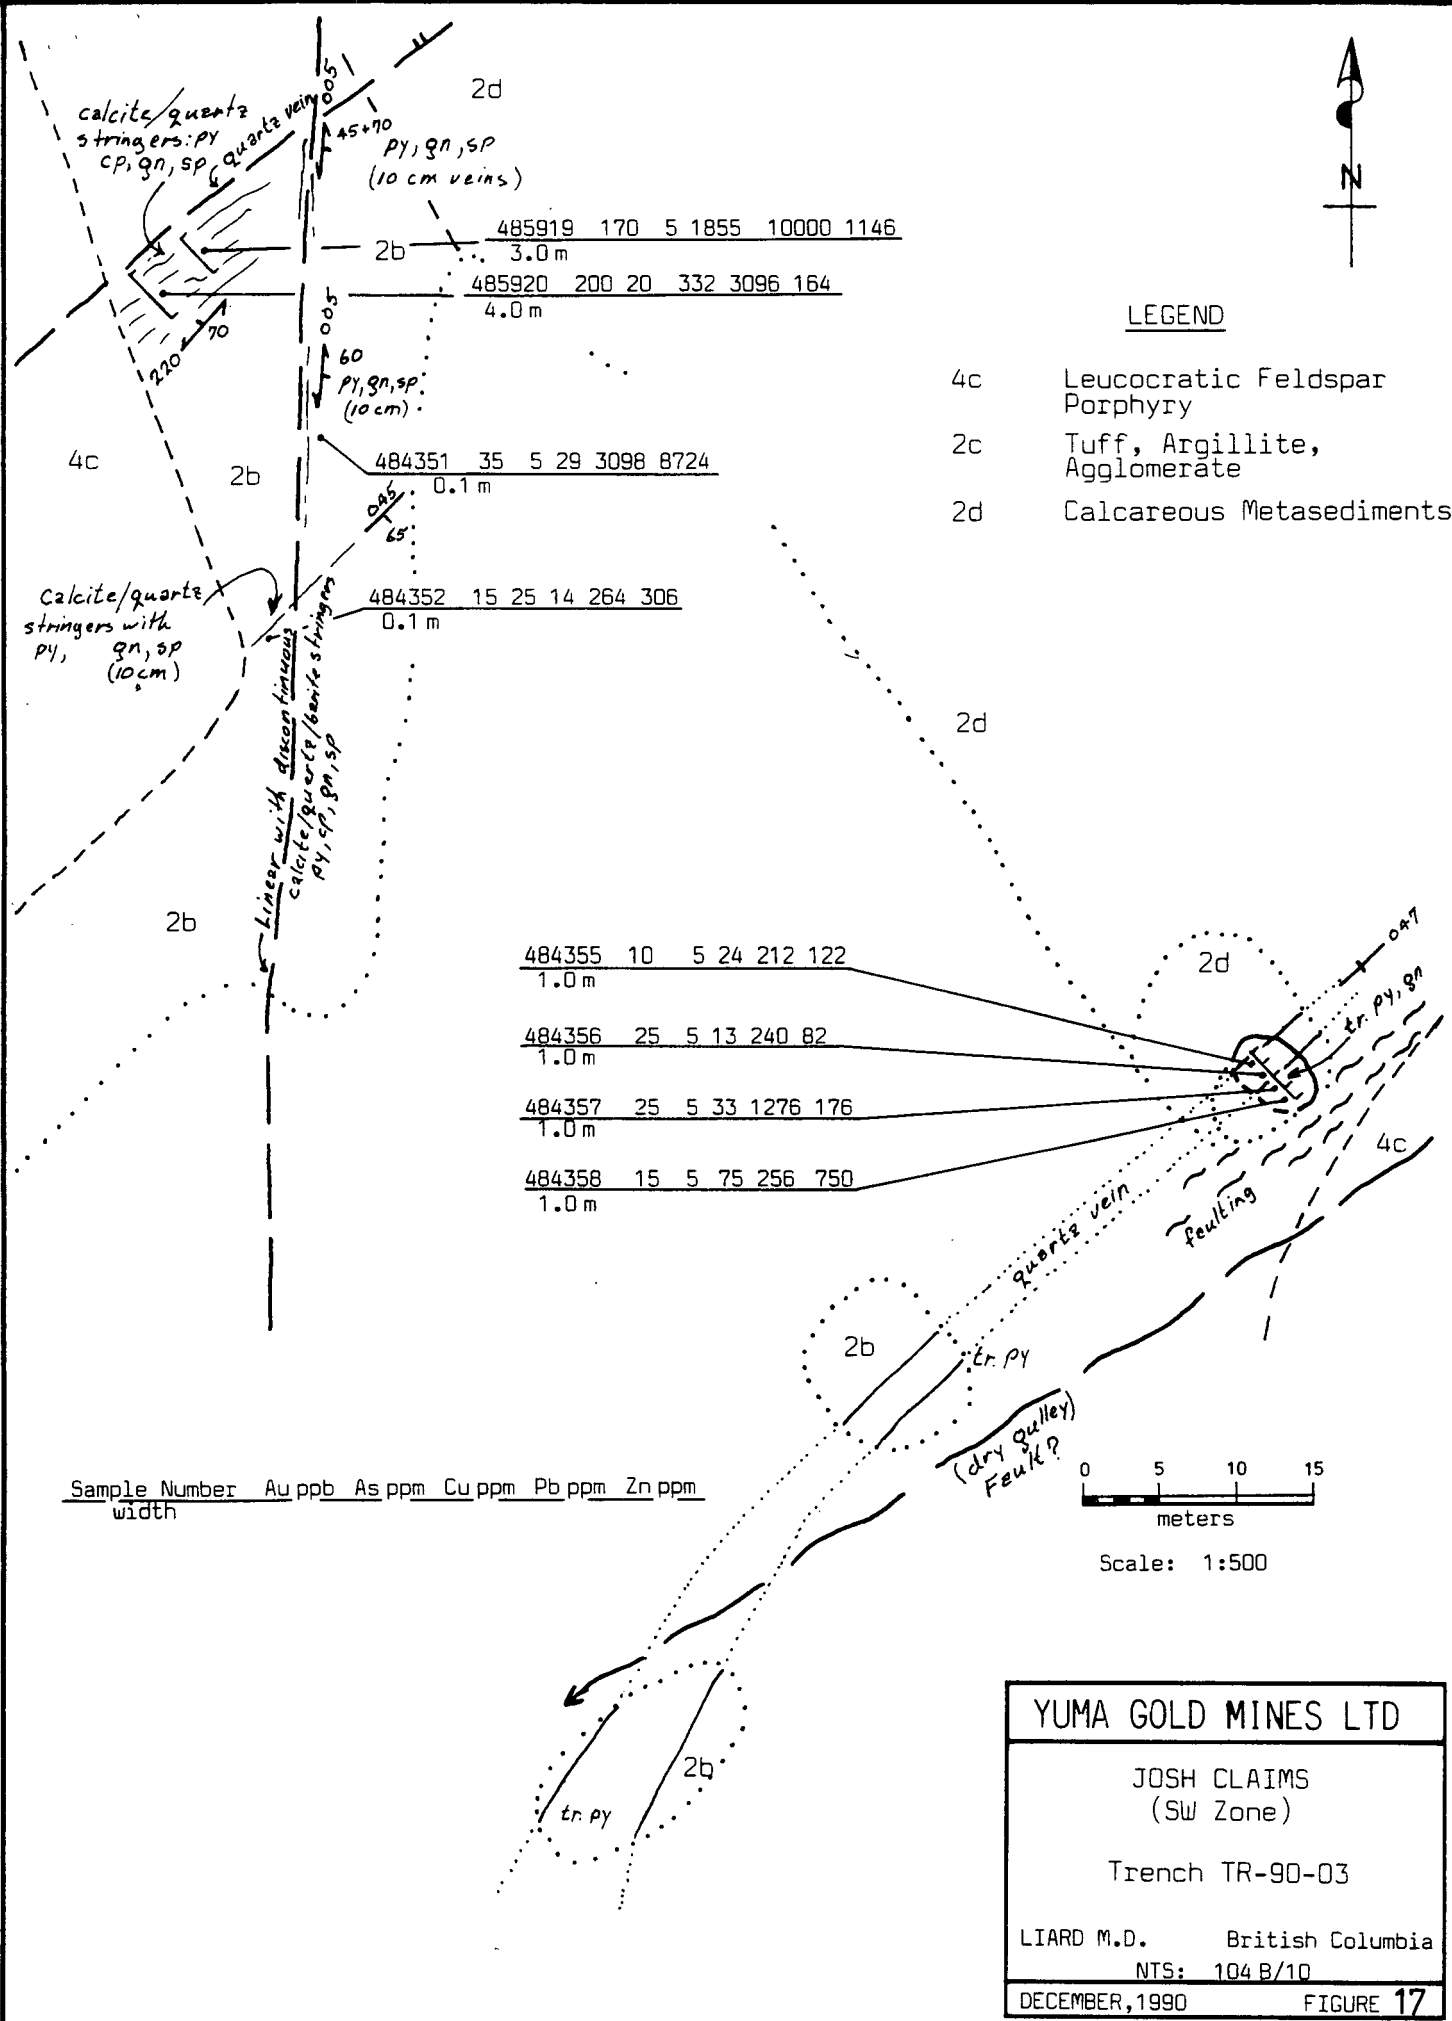 2d
calcite/quartz
stringers: py
cp, gn, sp
quartz vein
005
45+70
py, gn, sp
(10 cm veins)
N
485919 170 5 1855 10000 1146
3.0 m
2b
485920 200 20 332 3096 164
4.0 m
70
220
005
60
py, gn, sp
(10 cm)
LEGEND
4c Leucocratic Feldspar
Porphyry
2c Tuff, Argillite,
Agglomerate
2d Calcareous Metasediments
4c
2b
484351 35 5 29 3098 8724
0.1 m
045
65
calcite/quartz
stringers with
py, gn, sp
(10 cm)
484352 15 25 14 264 306
0.1 m
Linear with discontinuous
calcite/quartz/barite stringers
py, cp, gn, sp
2d
2b
047
2d
tr. py, gn
484355 10 5 24 212 122
1.0 m
484356 25 5 13 240 82
1.0 m
484357 25 5 33 1276 176
1.0 m
484358 15 5 75 256 750
1.0 m
4c
quartz vein
faulting
2b
tr. py
(dry gulley)
Fault?
0 5 10 15
meters
Scale: 1:500
Sample Number Au ppb As ppm Cu ppm Pb ppm Zn ppm
width
2b
tr. py
YUMA GOLD MINES LTD
JOSH CLAIMS
(SW Zone)
Trench TR-90-03
LIARD M.D. British Columbia
NTS: 104 B/10
DECEMBER, 1990 FIGURE 17